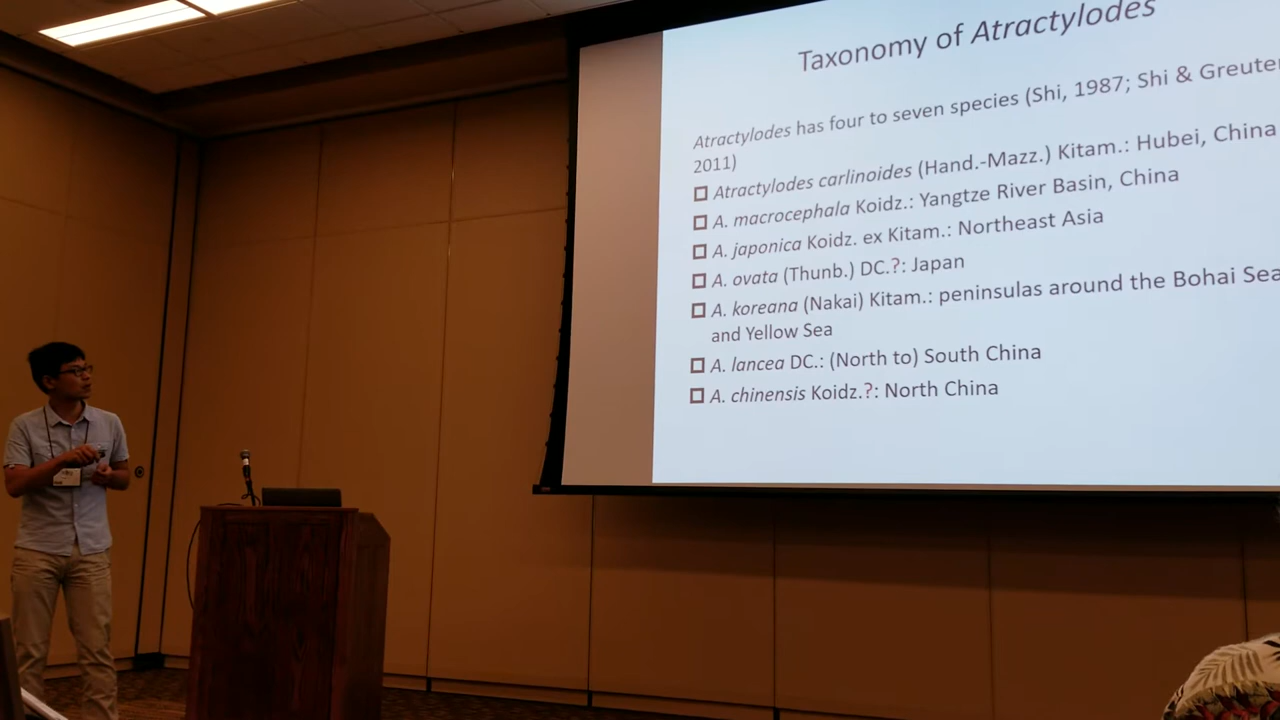 Taxonomy of Atractylodes
Atractylodes has four to seven species (Shi, 1987; Shi & Greuter
2011)
Atractylodes carlinoides (Hand.-Mazz.) Kitam.: Hubei, China
A. macrocephala Koidz.: Yangtze River Basin, China
A. japonica Koidz. ex Kitam.: Northeast Asia
A. ovata (Thunb.) DC.?: Japan
A. koreana (Nakai) Kitam.: peninsulas around the Bohai Sea
and Yellow Sea
A. lancea DC.: (North to) South China
A. chinensis Koidz.?: North China